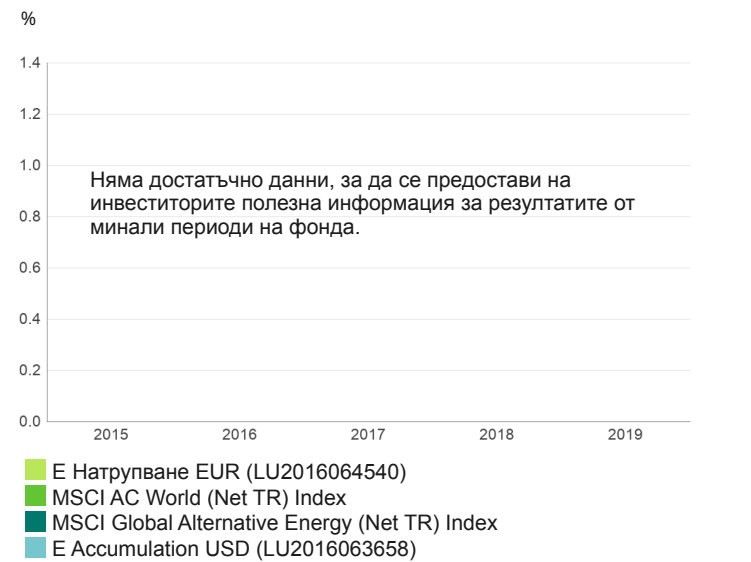 %
1.4
1.2
1.0
Няма достатъчно данни, за да се предостави на
инвеститорите полезна информация за резултатите от
минали периоди на фонда.
0.8
0.6
0.4
0.2
0.0
2015 2016 2017 2018 2019
Е Натрупване EUR (LU2016064540)
MSCI AC World (Net TR) Index
MSCI Global Alternative Energy (Net TR) Index
E Accumulation USD (LU2016063658)